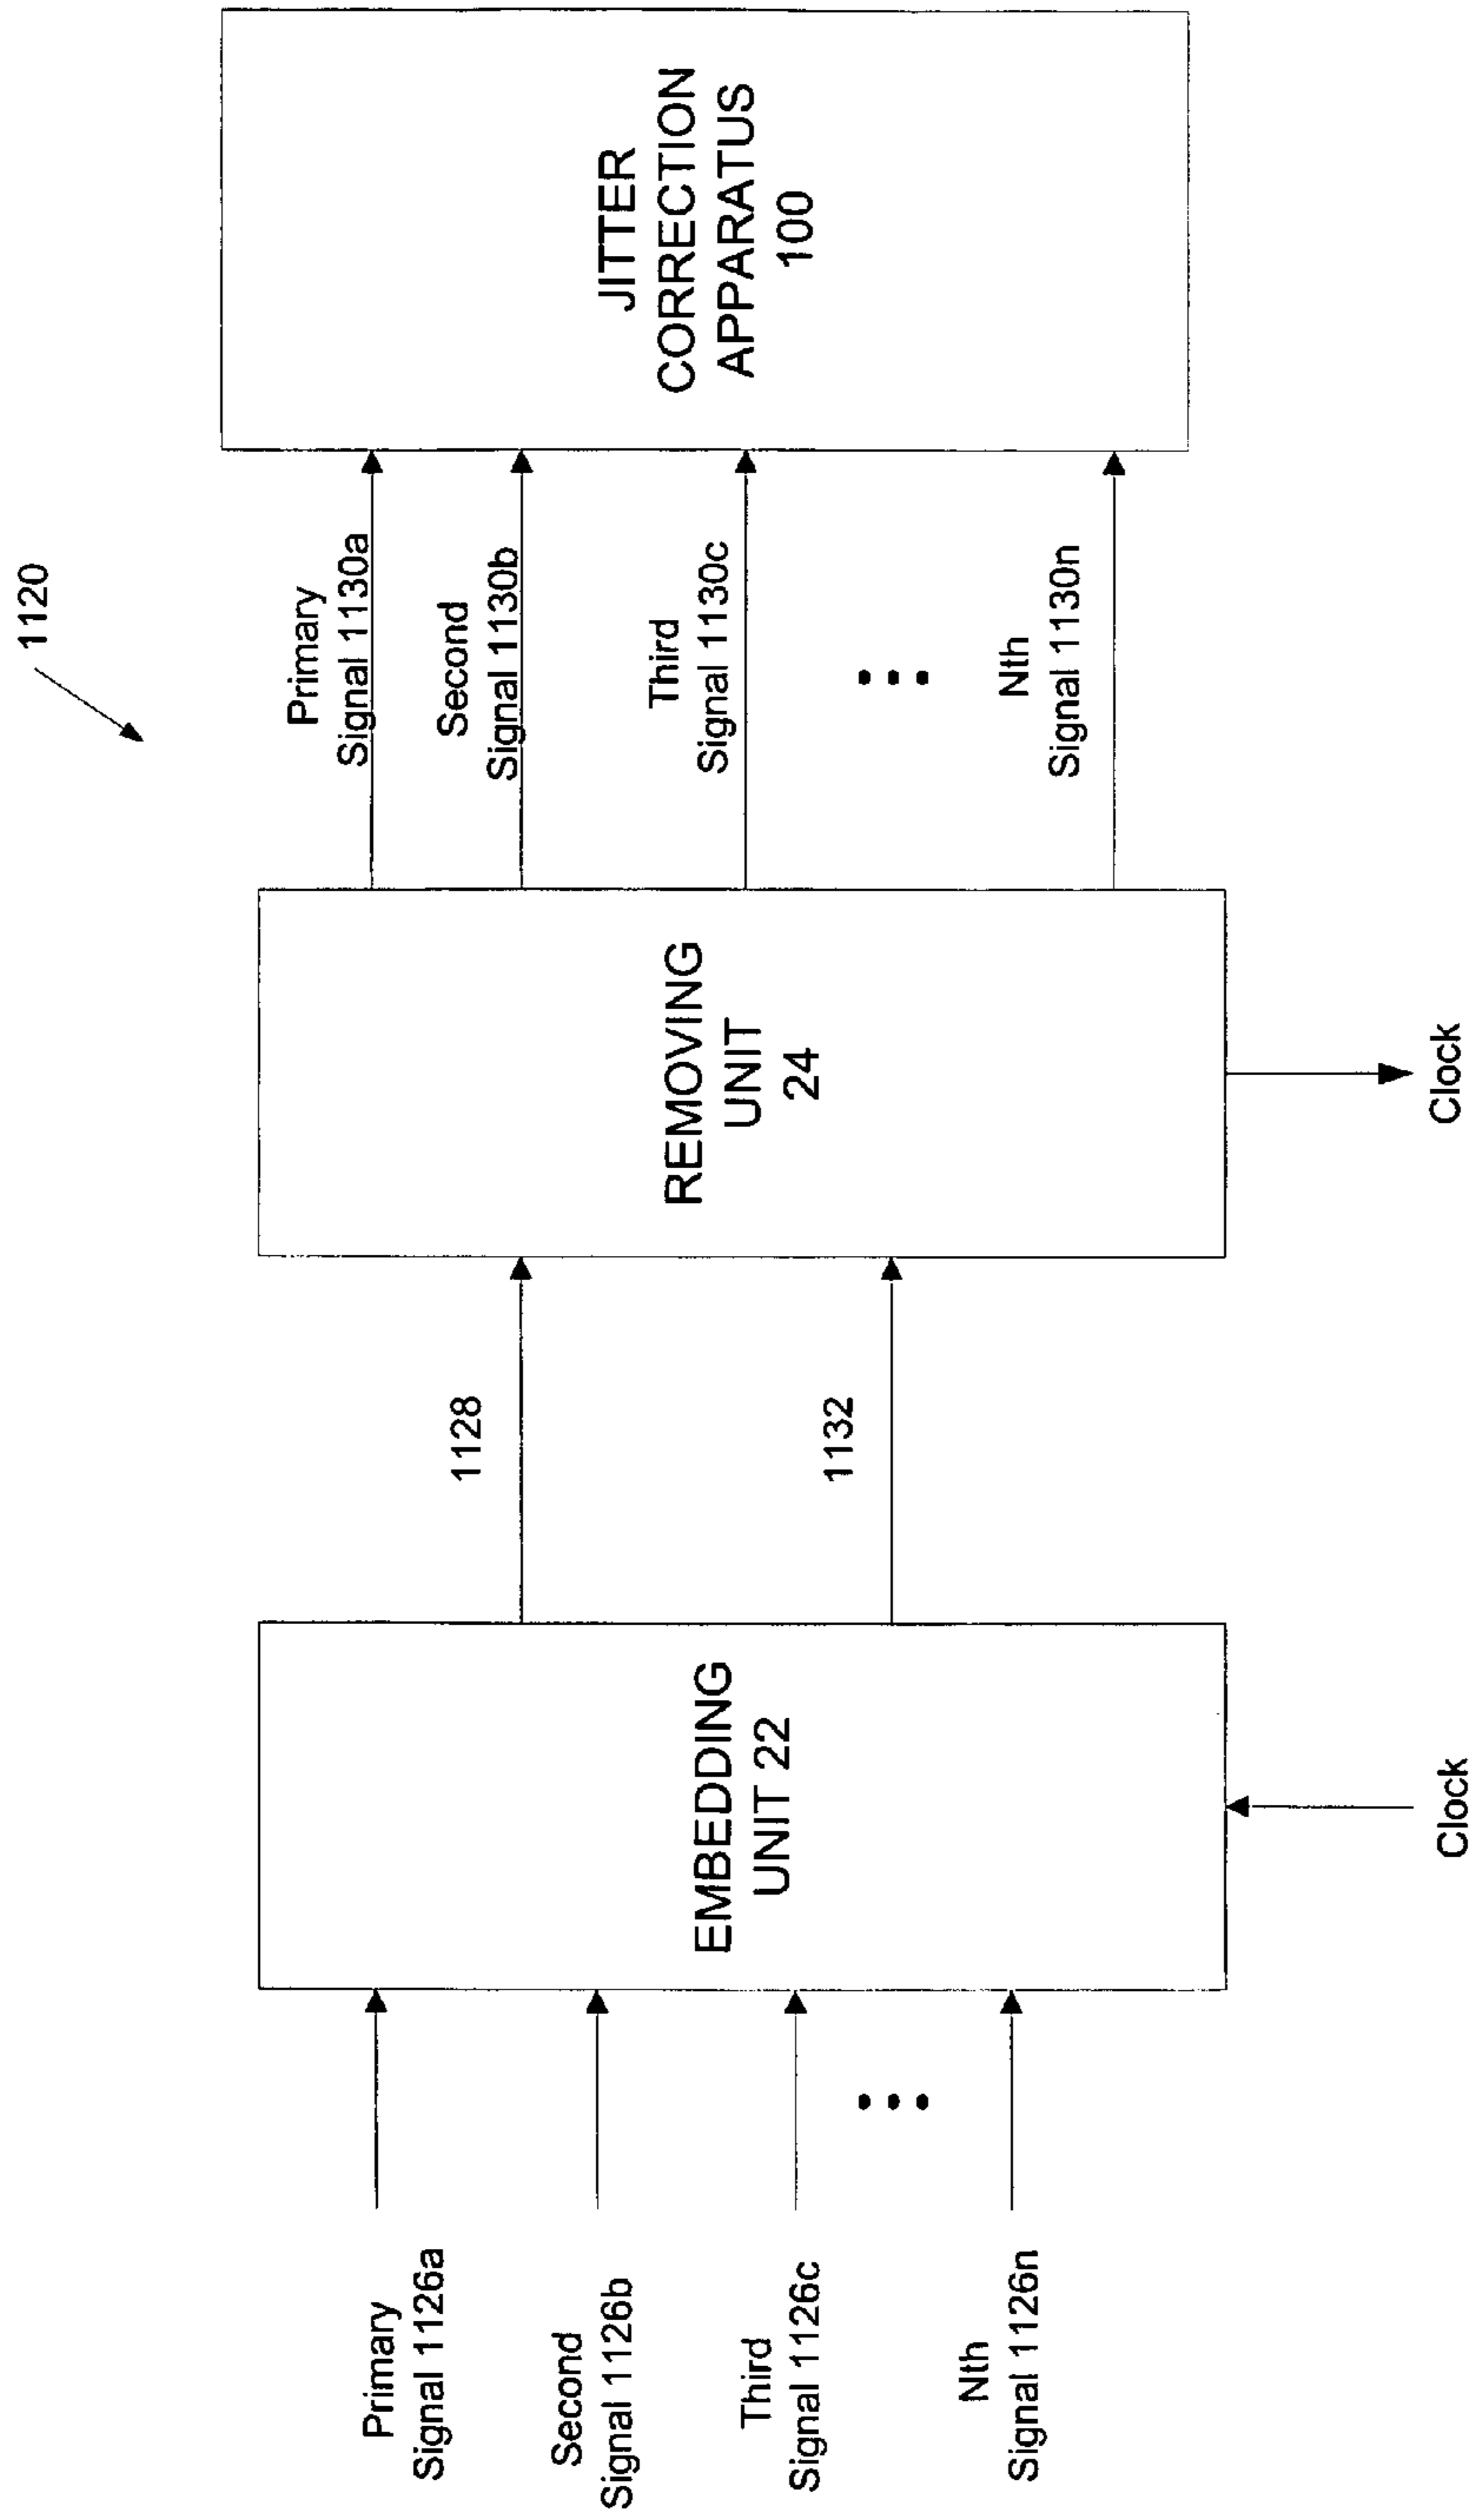 1120
Primary
Signal 1126a
Second
Signal 1126b
Third
Signal 1126c
•••
Nth
Signal 1126n
EMBEDDING
UNIT 22
Clock
1128
1132
REMOVING
UNIT
24
Clock
Primary
Signal 1130a
Second
Signal 1130b
Third
Signal 1130c
•••
Nth
Signal 1130n
JITTER
CORRECTION
APPARATUS
100